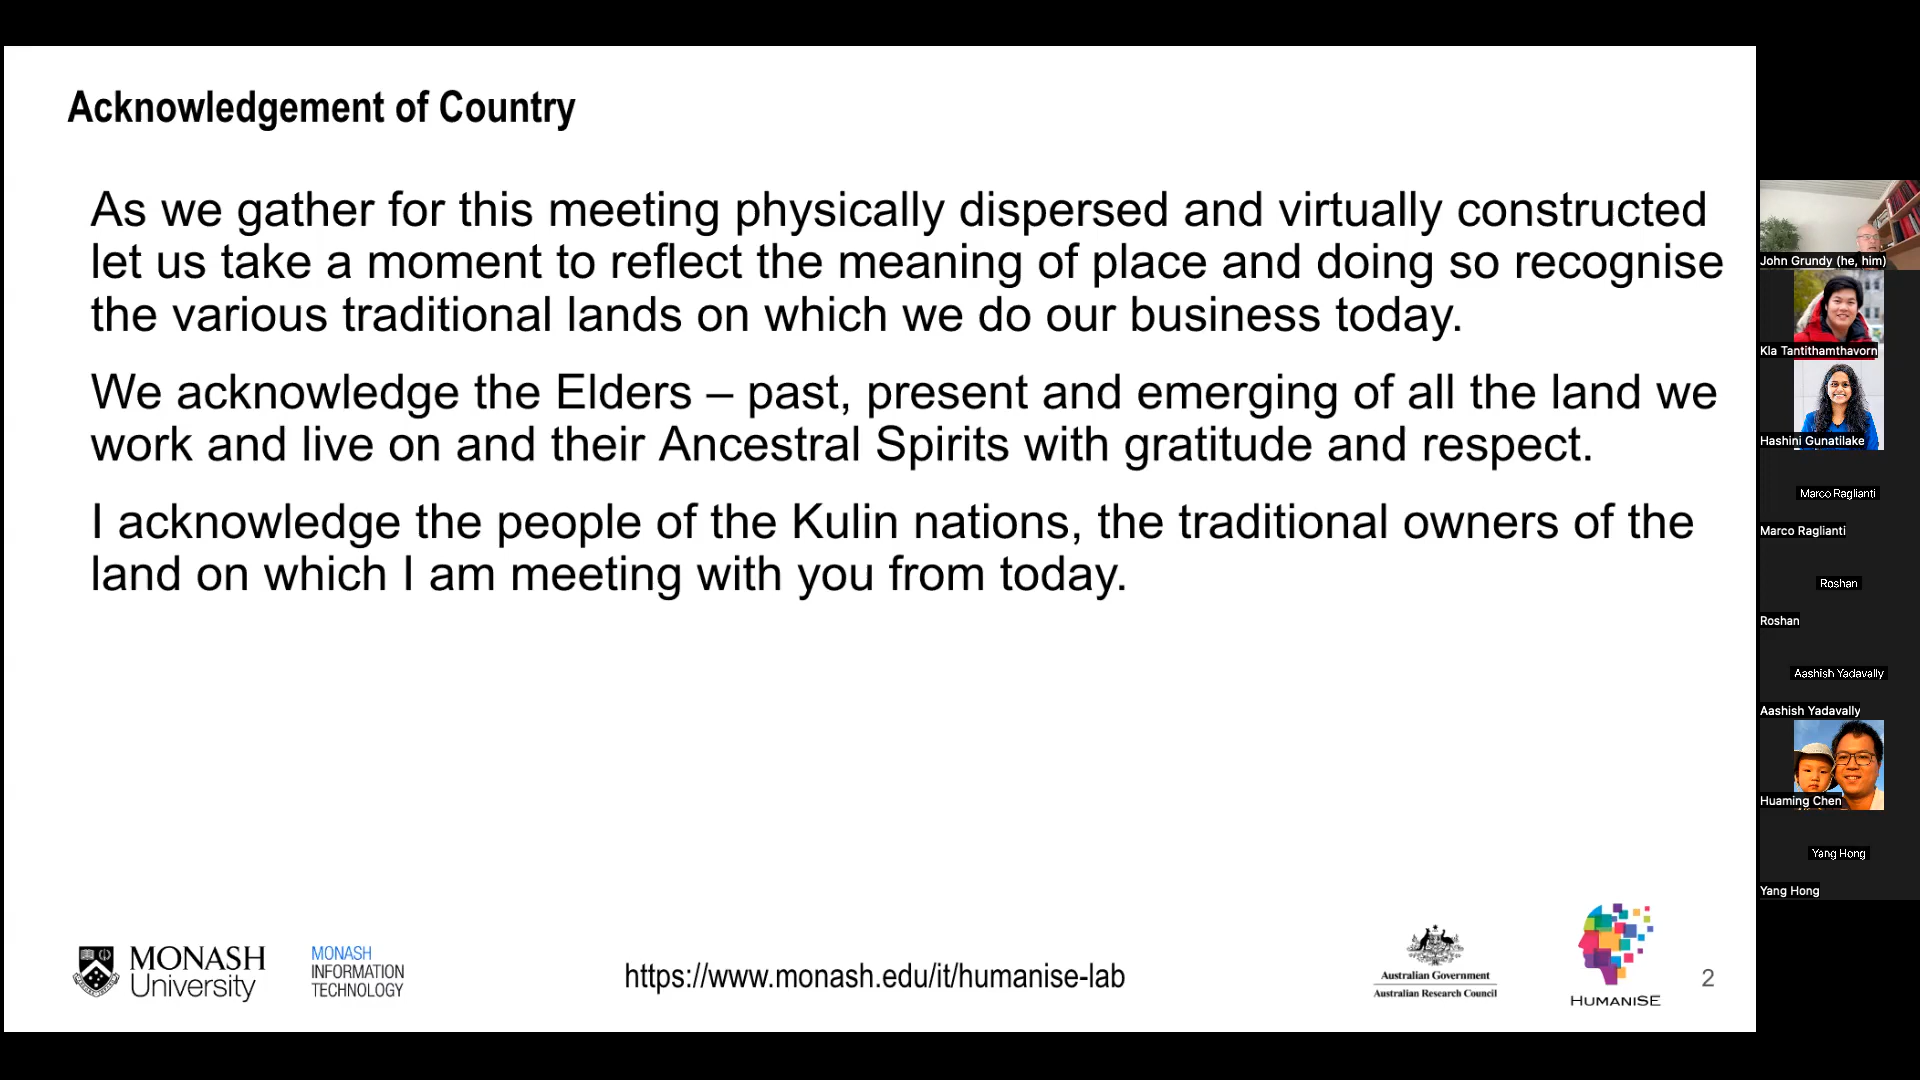 Acknowledgement of Country
As we gather for this meeting physically dispersed and virtually constructed
let us take a moment to reflect the meaning of place and doing so recognise
the various traditional lands on which we do our business today.
We acknowledge the Elders – past, present and emerging of all the land we
work and live on and their Ancestral Spirits with gratitude and respect.
I acknowledge the people of the Kulin nations, the traditional owners of the
land on which I am meeting with you from today.
MONASH
University
MONASH
INFORMATION
TECHNOLOGY
https://www.monash.edu/it/humanise-lab
Australian Government
Australian Research Council
HUMANISE
2
John Grundy (he, him)
Kla Tantithamthavorn
Hashini Gunatilake
Marco Raglianti
Marco Raglianti
Roshan
Roshan
Aashish Yadavally
Aashish Yadavally
Huaming Chen
Yang Hong
Yang Hong